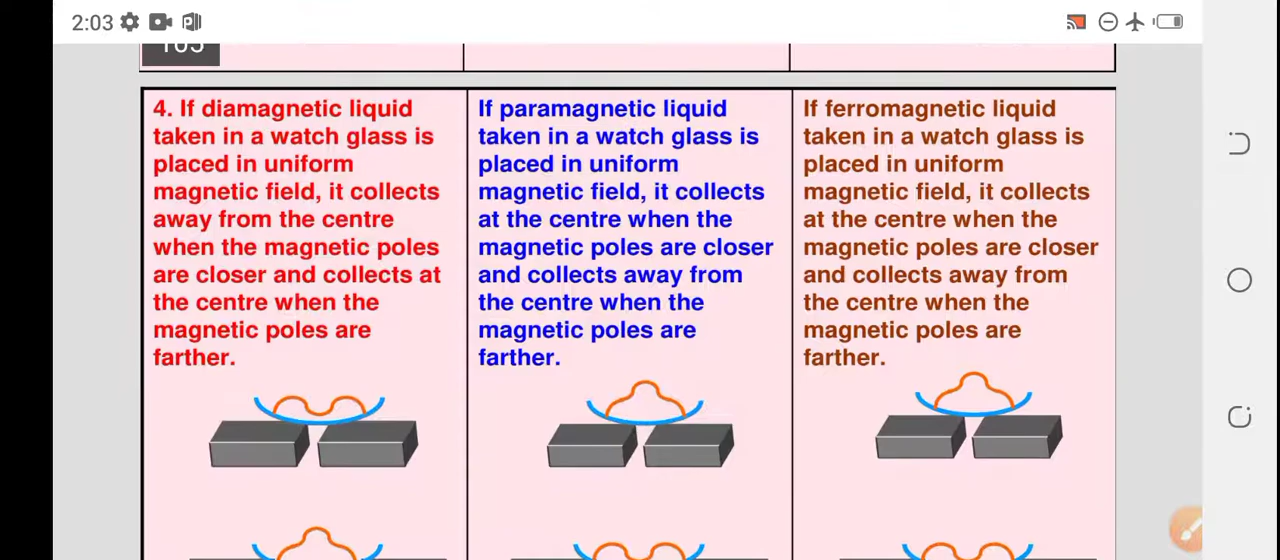 2:03
105
4. If diamagnetic liquid
taken in a watch glass is
placed in uniform
magnetic field, it collects
away from the centre
when the magnetic poles
are closer and collects at
the centre when the
magnetic poles are
farther.
If paramagnetic liquid
taken in a watch glass is
placed in uniform
magnetic field, it collects
at the centre when the
magnetic poles are closer
and collects away from
the centre when the
magnetic poles are
farther.
If ferromagnetic liquid
taken in a watch glass is
placed in uniform
magnetic field, it collects
at the centre when the
magnetic poles are closer
and collects away from
the centre when the
magnetic poles are
farther.